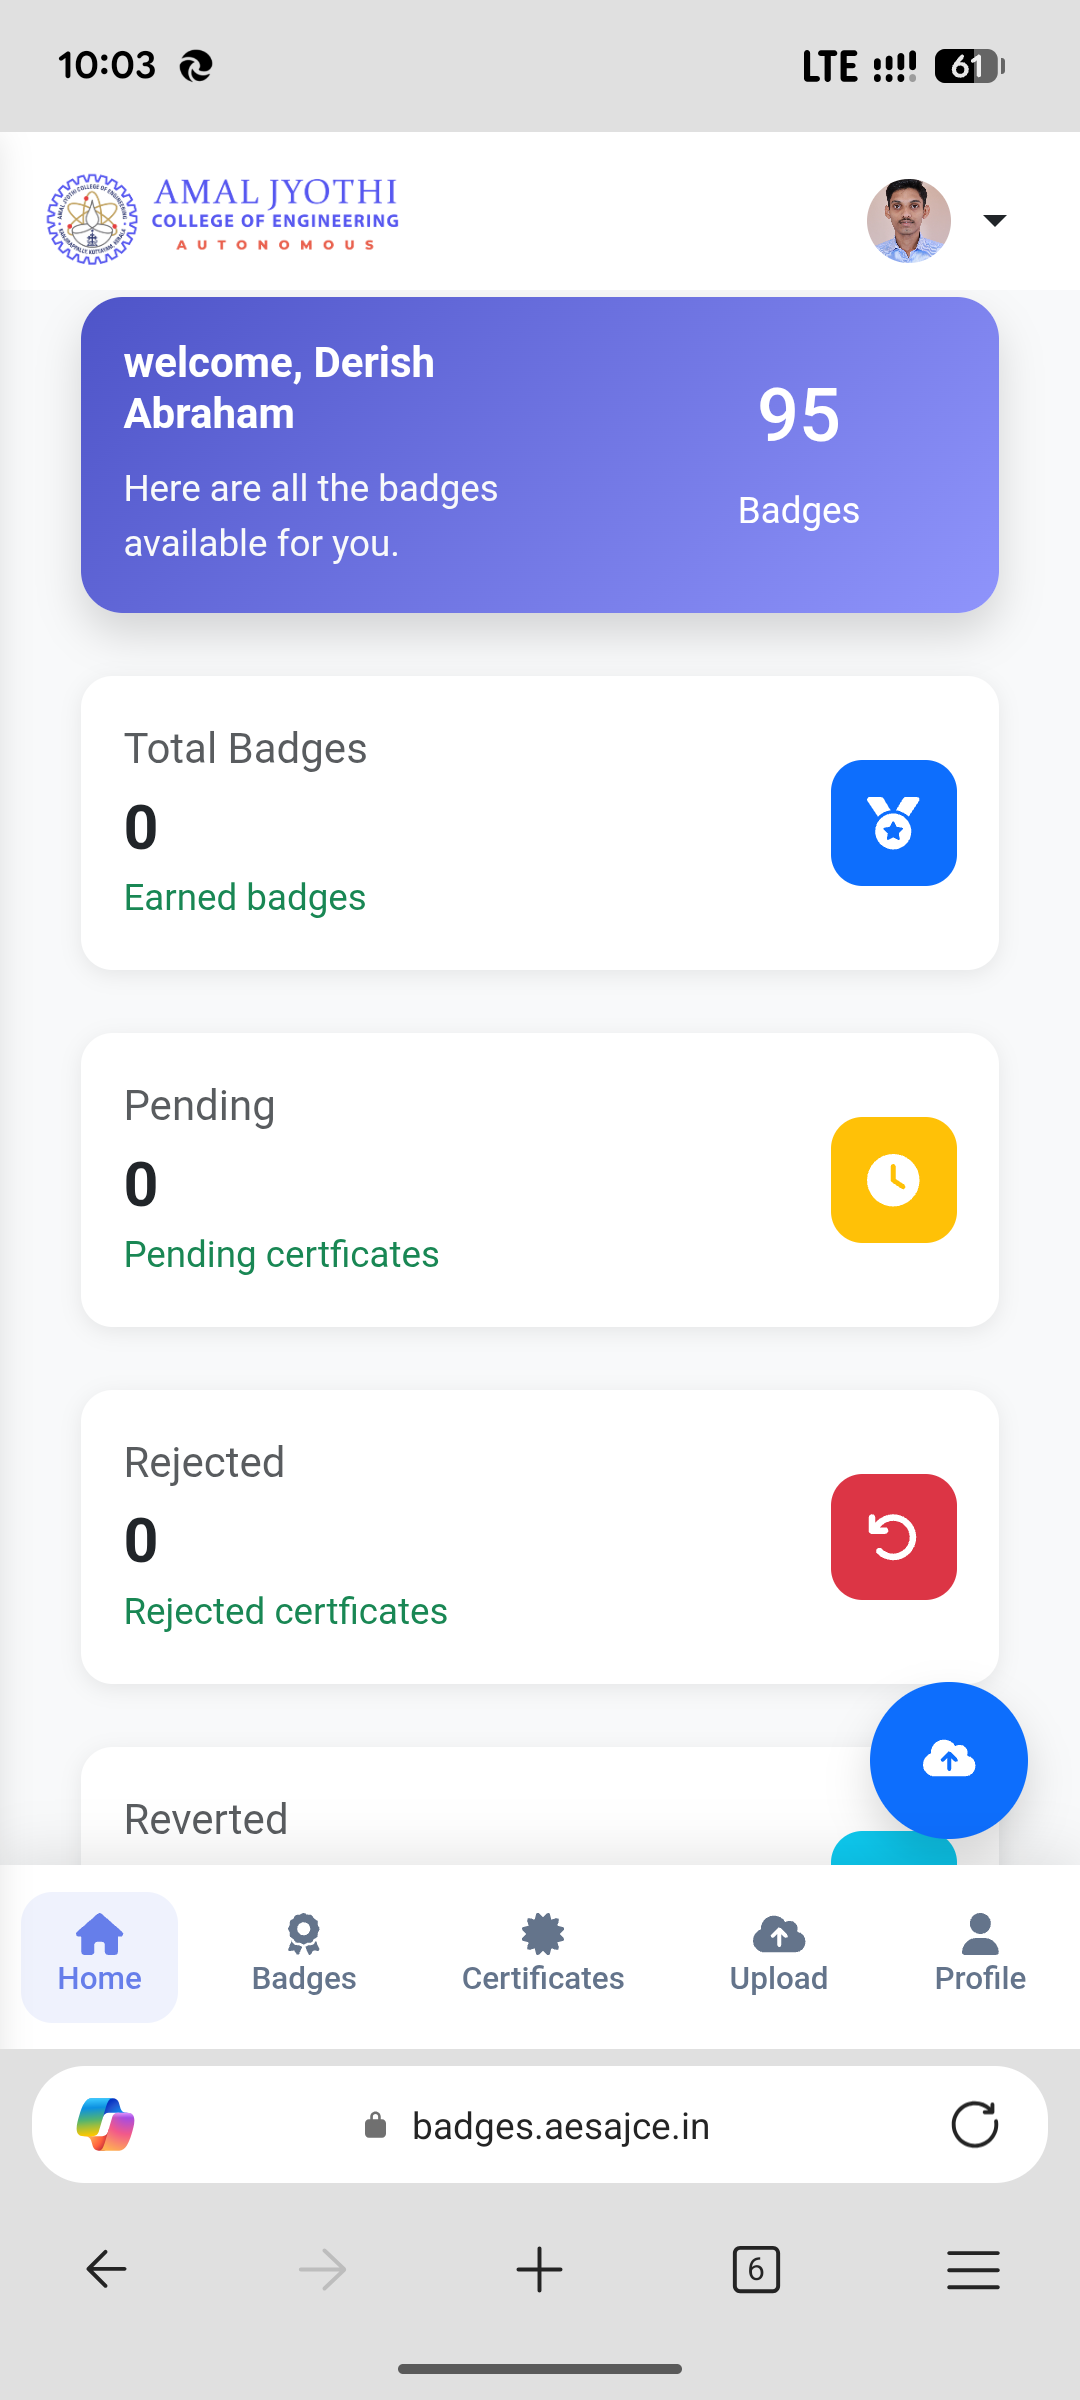 10:03
LTE
61
AMAL JYOTHI
COLLEGE OF ENGINEERING
AUTONOMOUS
welcome, Derish
Abraham
Here are all the badges
available for you.
95
Badges
Total Badges
0
Earned badges
Pending
0
Pending certficates
Rejected
0
Rejected certficates
Reverted
Home
Badges
Certificates
Upload
Profile
badges.aesajce.in
6